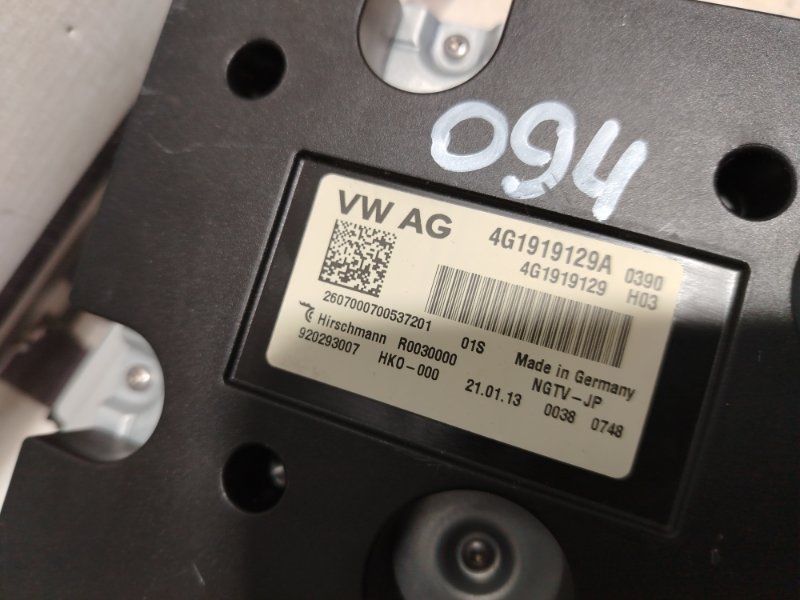 094
VW AG
4G1919129A 0390
4G1919129 H03
2607000700537201 01S
Hirschmann R0030000 Made in Germany
920293007 HK0-000 NGTV-JP
21.01.13 0038 0748